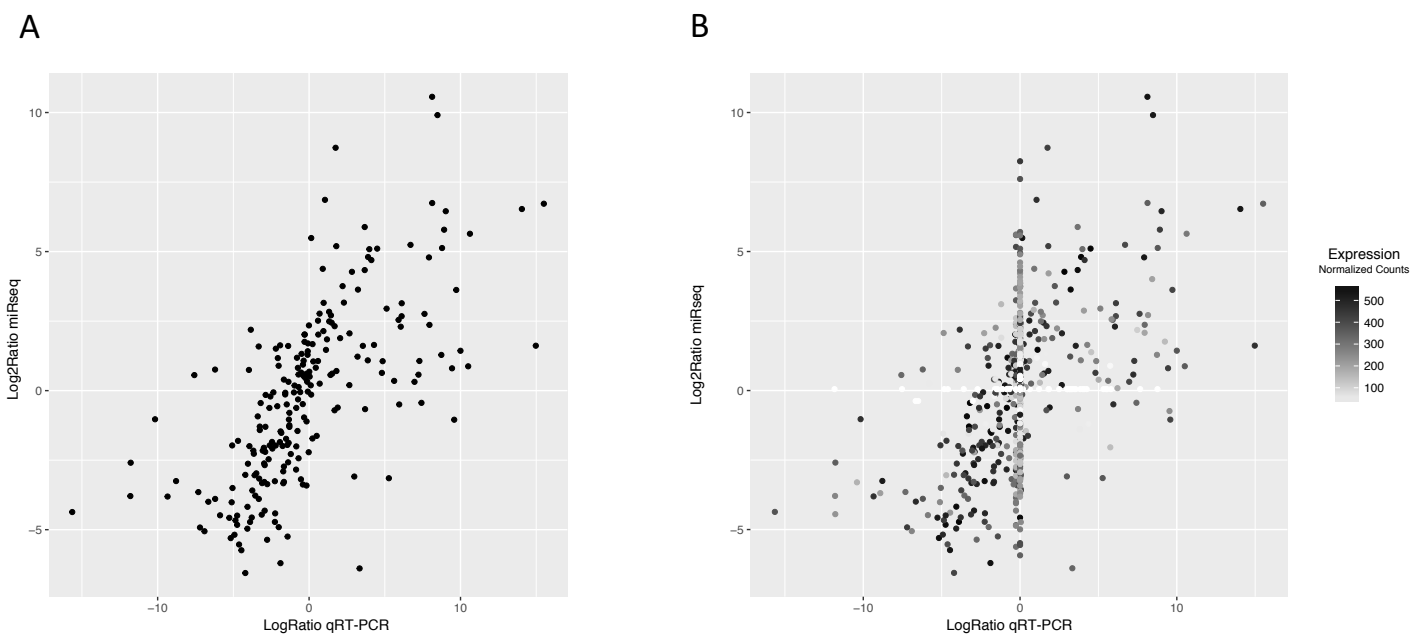 A
B
10
5
0
−5
Log2Ratio miRseq
−10
0
10
LogRatio qRT-PCR
10
5
0
−5
Log2Ratio miRseq
−10
0
10
LogRatio qRT-PCR
Expression
Normalized Counts
500
400
300
200
100